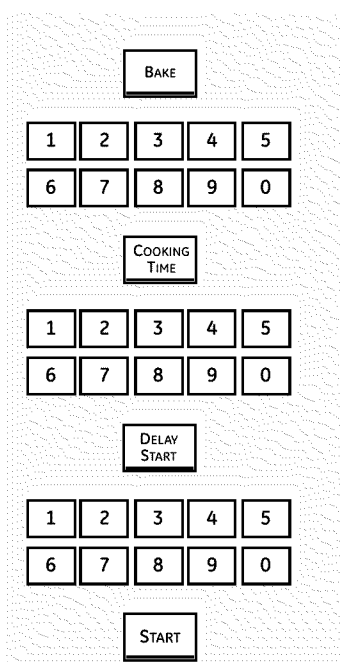 BAKE
1 2 3 4 5
6 7 8 9 0
COOKING
TIME
1 2 3 4 5
6 7 8 9 0
DELAY
START
1 2 3 4 5
6 7 8 9 0
START